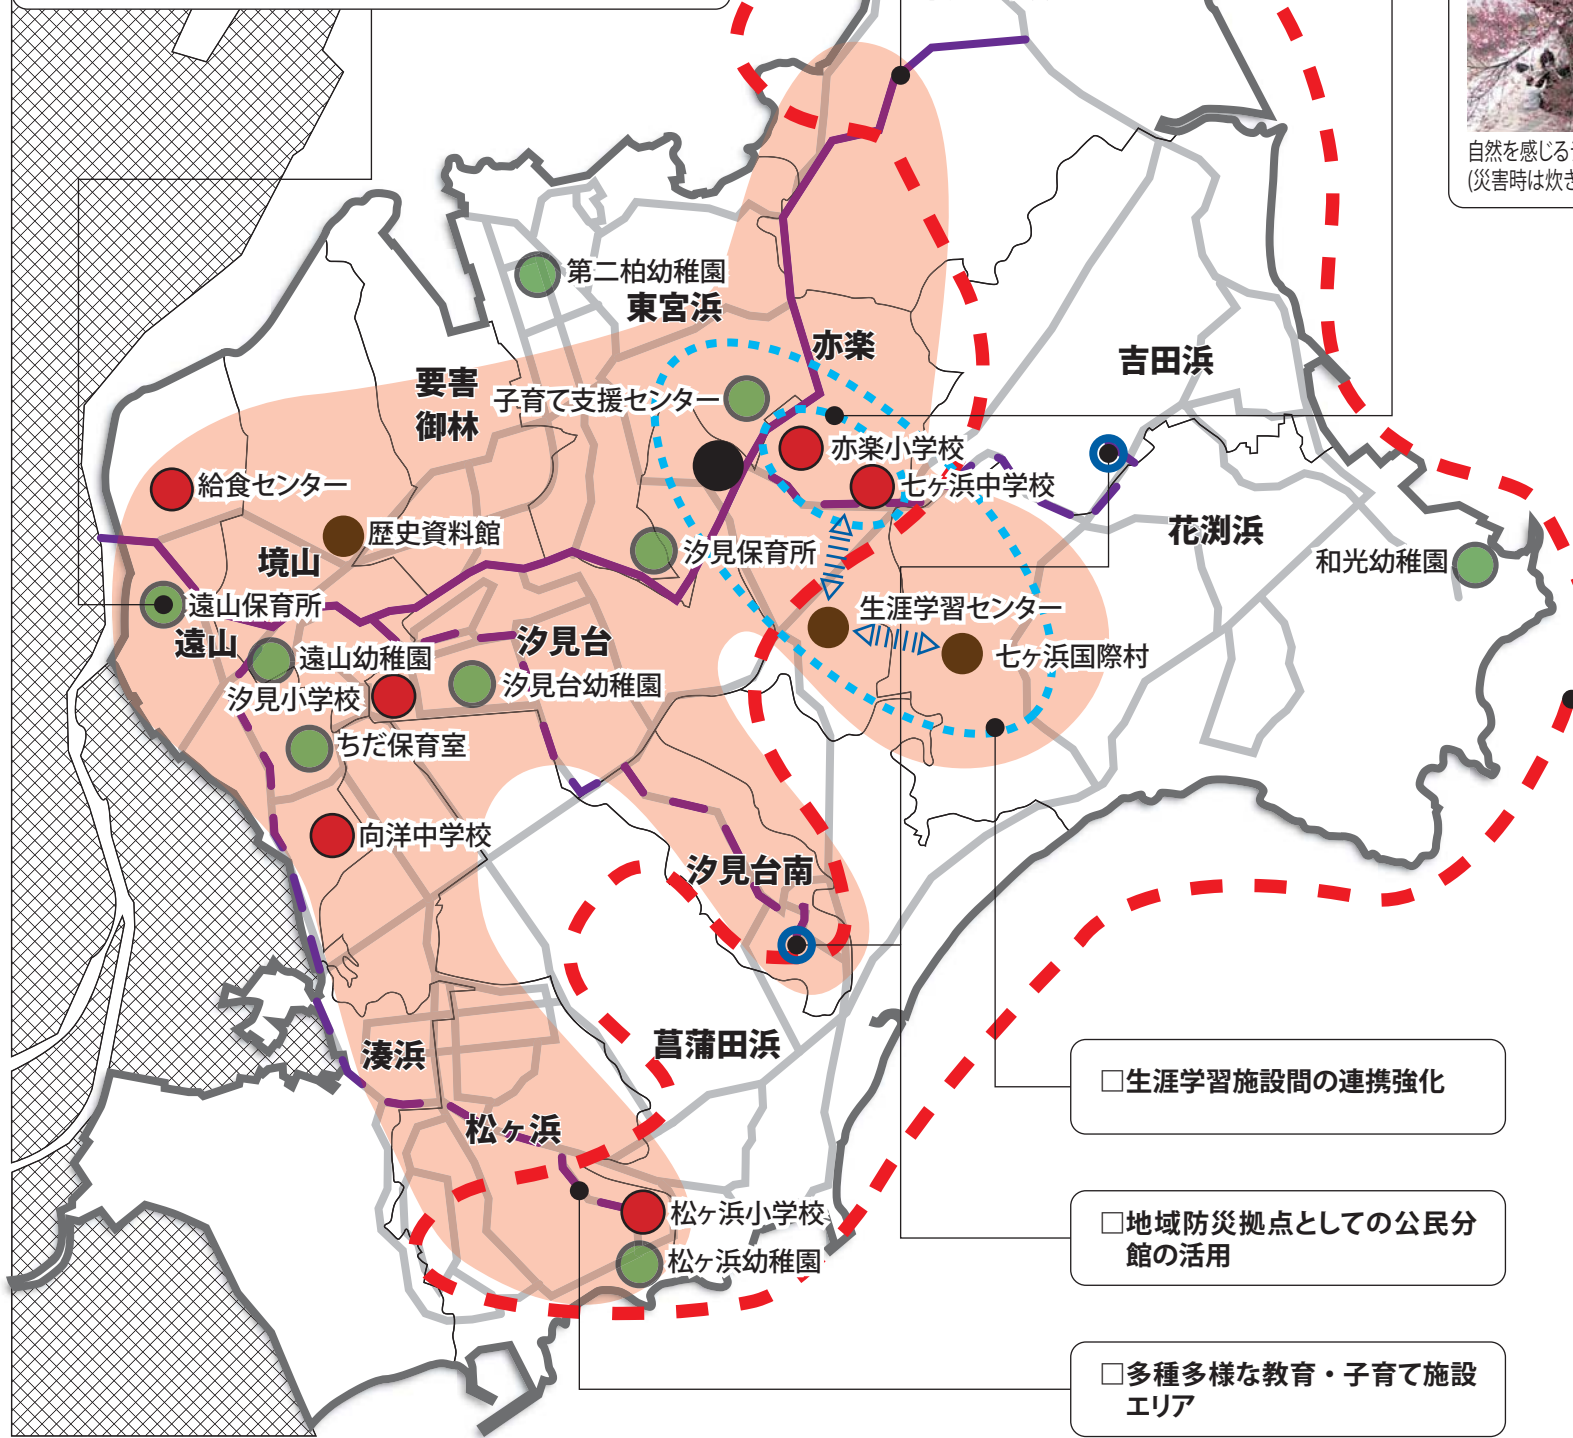 自然を感じる
(災害時は炊き
第二柏幼稚園
東宮浜
亦楽
吉田浜
要害
御林
子育て支援センター
亦楽小学校
七ヶ浜中学校
給食センター
歴史資料館
花渕浜
汐見保育所
境山
和光幼稚園
遠山保育所
生涯学習センター
遠山
汐見台
遠山幼稚園
七ヶ浜国際村
汐見小学校
汐見台幼稚園
ちだ保育室
向洋中学校
汐見台南
菖蒲田浜
湊浜
松ヶ浜
松ヶ浜小学校
松ヶ浜幼稚園
□生涯学習施設間の連携強化
□地域防災拠点としての公民分
館の活用
□多種多様な教育・子育て施設
エリア